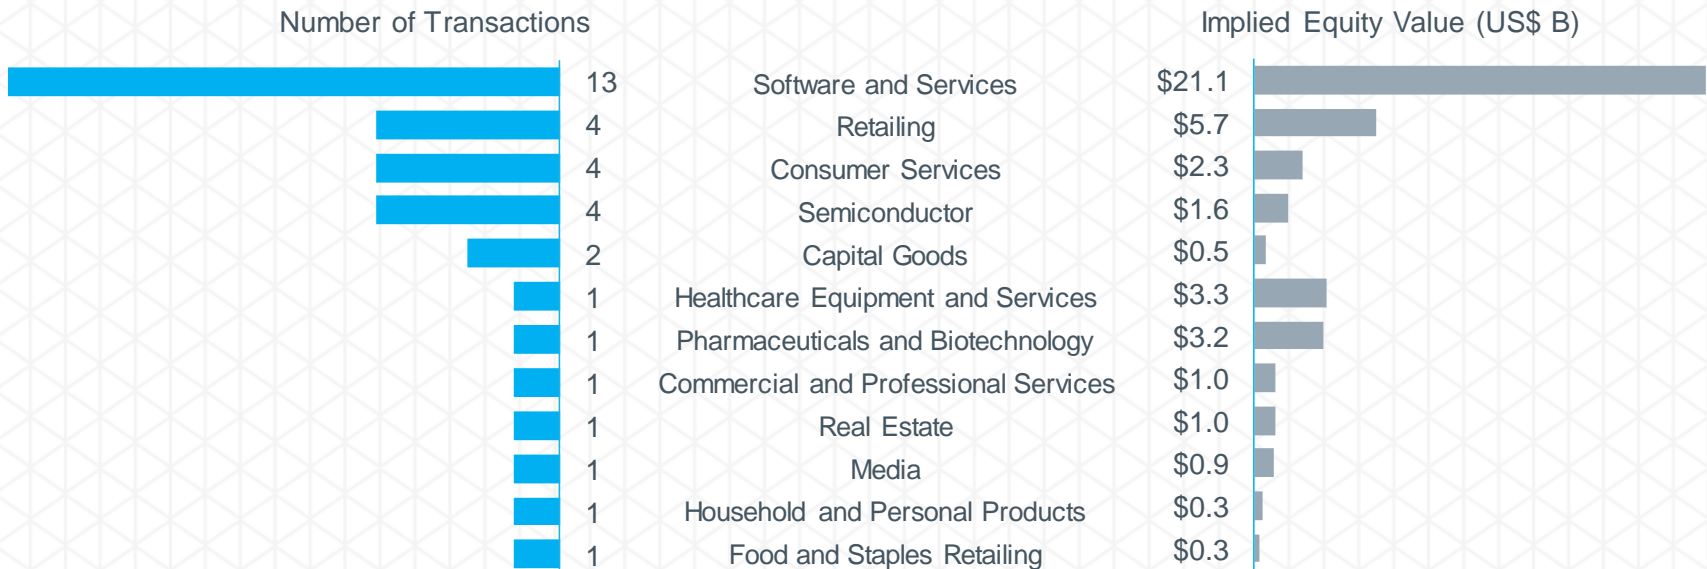 Number of Transactions Implied Equity Value (US$ B)
13 Software and Services $21.1
4 Retailing $5.7
4 Consumer Services $2.3
4 Semiconductor $1.6
2 Capital Goods $0.5
1 Healthcare Equipment and Services $3.3
1 Pharmaceuticals and Biotechnology $3.2
1 Commercial and Professional Services $1.0
1 Real Estate $1.0
1 Media $0.9
1 Household and Personal Products $0.3
1 Food and Staples Retailing $0.3